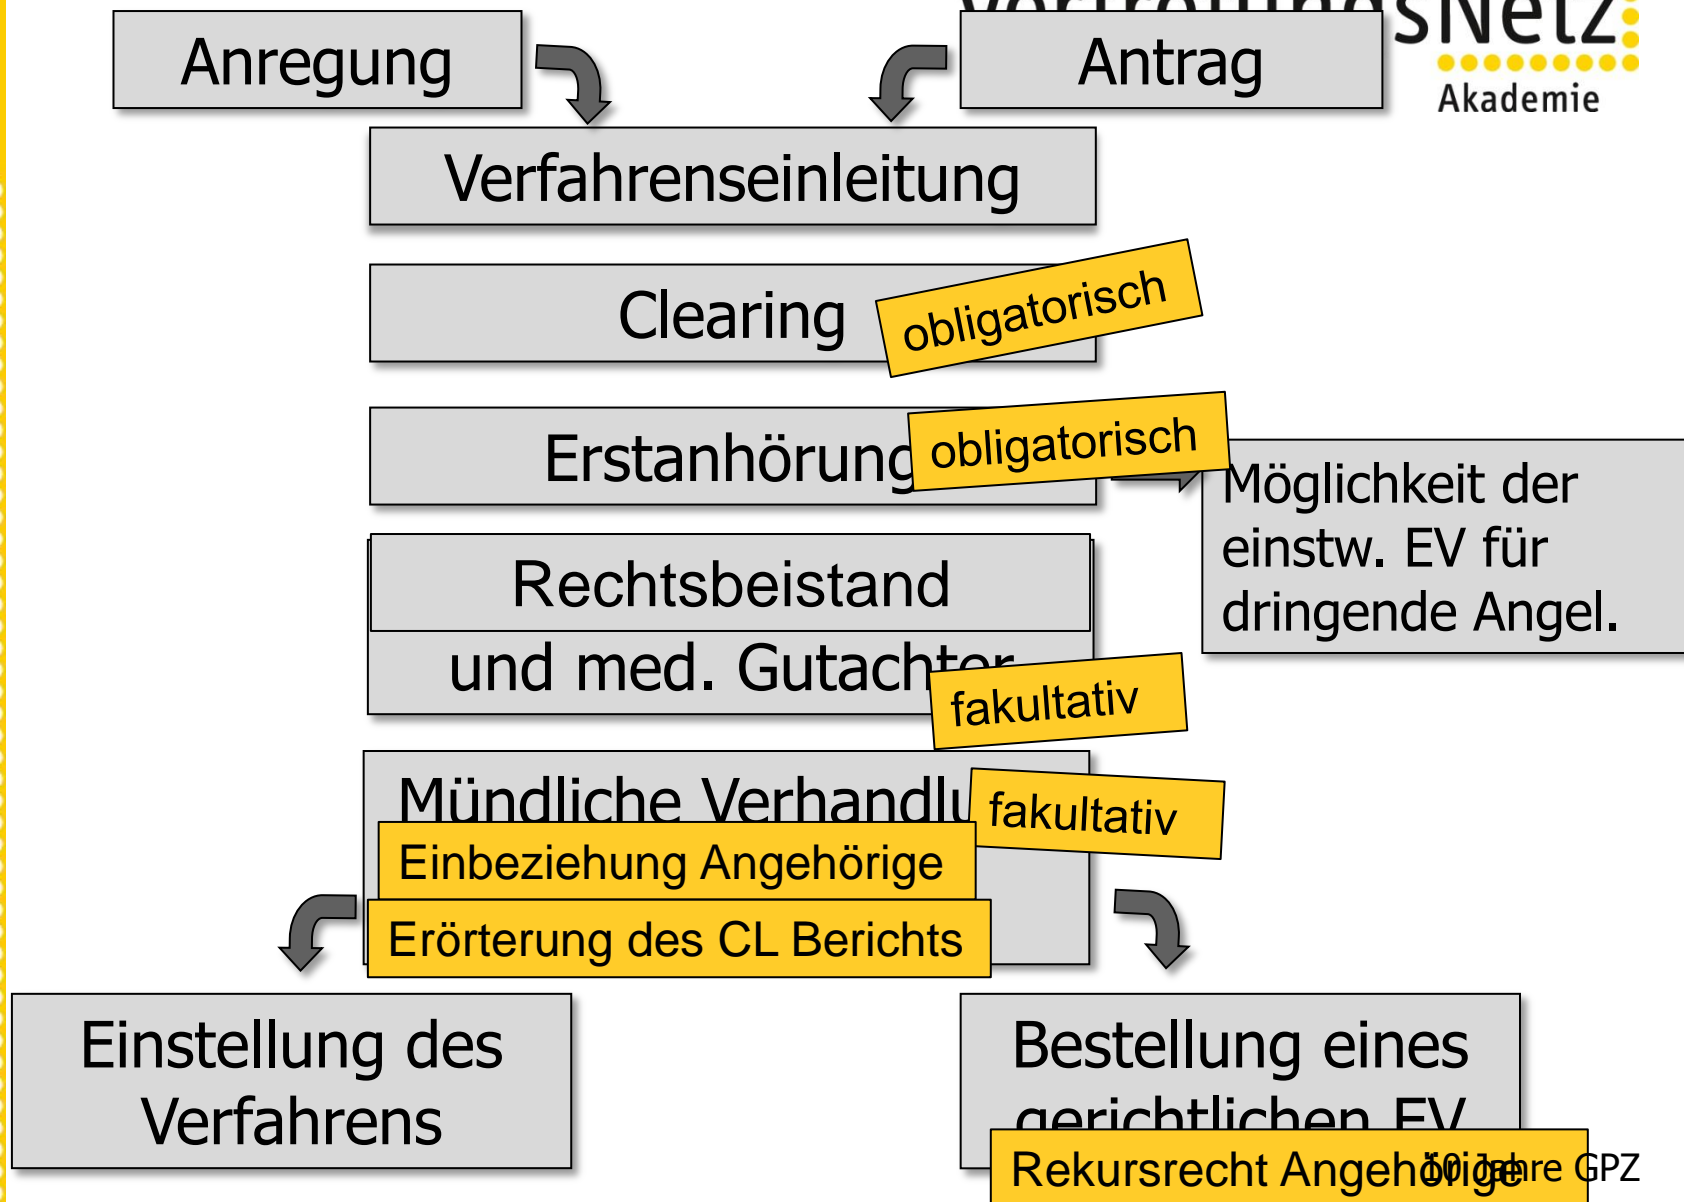 Anregung
Antrag
VertretungsNetz
Akademie
Verfahrenseinleitung
Clearing
obligatorisch
Erstanhörung
obligatorisch
Möglichkeit der
einstw. EV für
dringende Angel.
Rechtsbeistand
und med. Gutachter
fakultativ
Mündliche Verhandlu
fakultativ
Einbeziehung Angehörige
Erörterung des CL Berichts
Einstellung des
Verfahrens
Bestellung eines
gerichtlichen EV
Rekursrecht Angehörige
10 Jahre GPZ